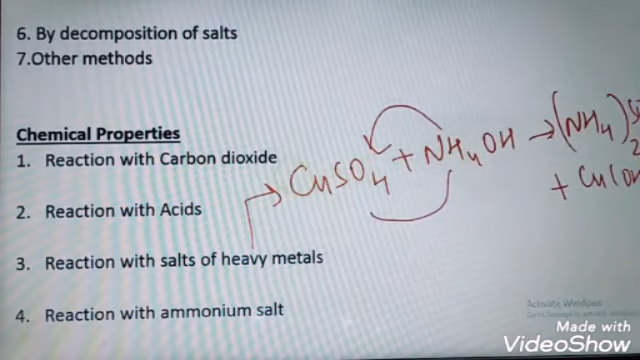 6. By decomposition of salts
7.Other methods
Chemical Properties
1. Reaction with Carbon dioxide
CuSO4 + NH4OH → (NH4)2
+ Cu(OH
2. Reaction with Acids
3. Reaction with salts of heavy metals
4. Reaction with ammonium salt
Activate Windows
Made with
VideoShow